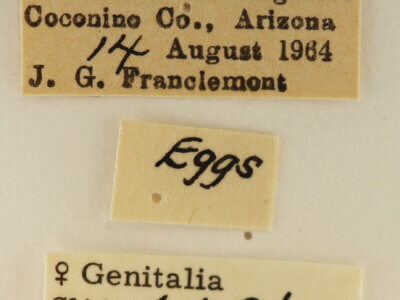 Coconino Co., Arizona
14 August 1964
J. G. Franclemont
Eggs
♀ Genitalia